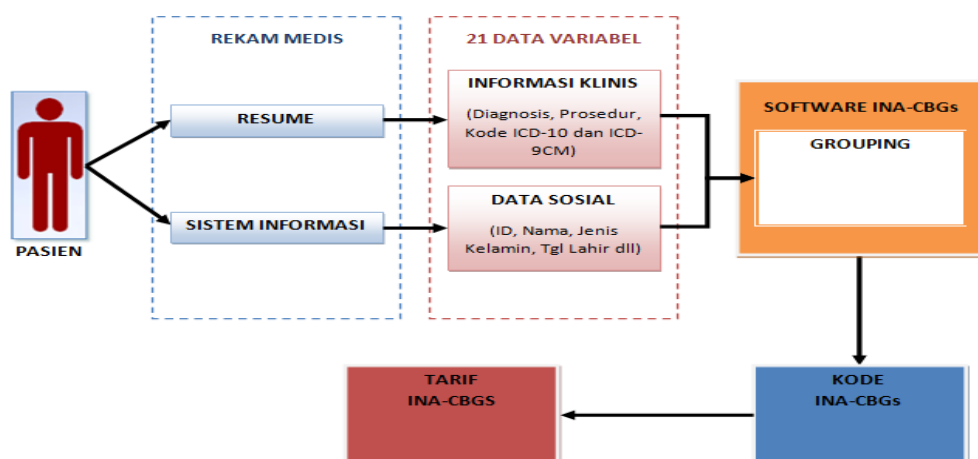 REKAM MEDIS
21 DATA VARIABEL
PASIEN
RESUME
SISTEM INFORMASI
INFORMASI KLINIS
(Diagnosis, Prosedur,
Kode ICD-10 dan ICD-
9CM)
DATA SOSIAL
(ID, Nama, Jenis
Kelamin, Tgl Lahir dll)
SOFTWARE INA-CBGs
GROUPING
TARIF
INA-CBGS
KODE
INA-CBGs